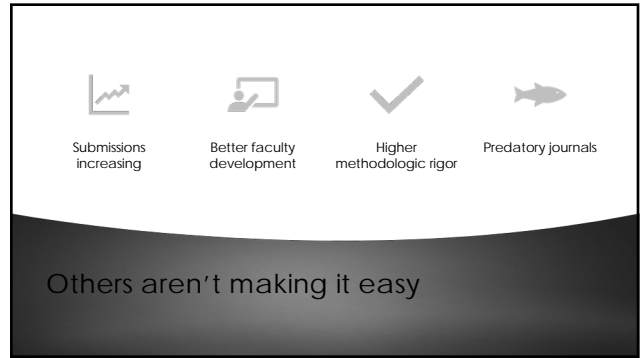 Submissions
increasing
Better faculty
development
Higher
methodologic rigor
Predatory journals
Others aren't making it easy